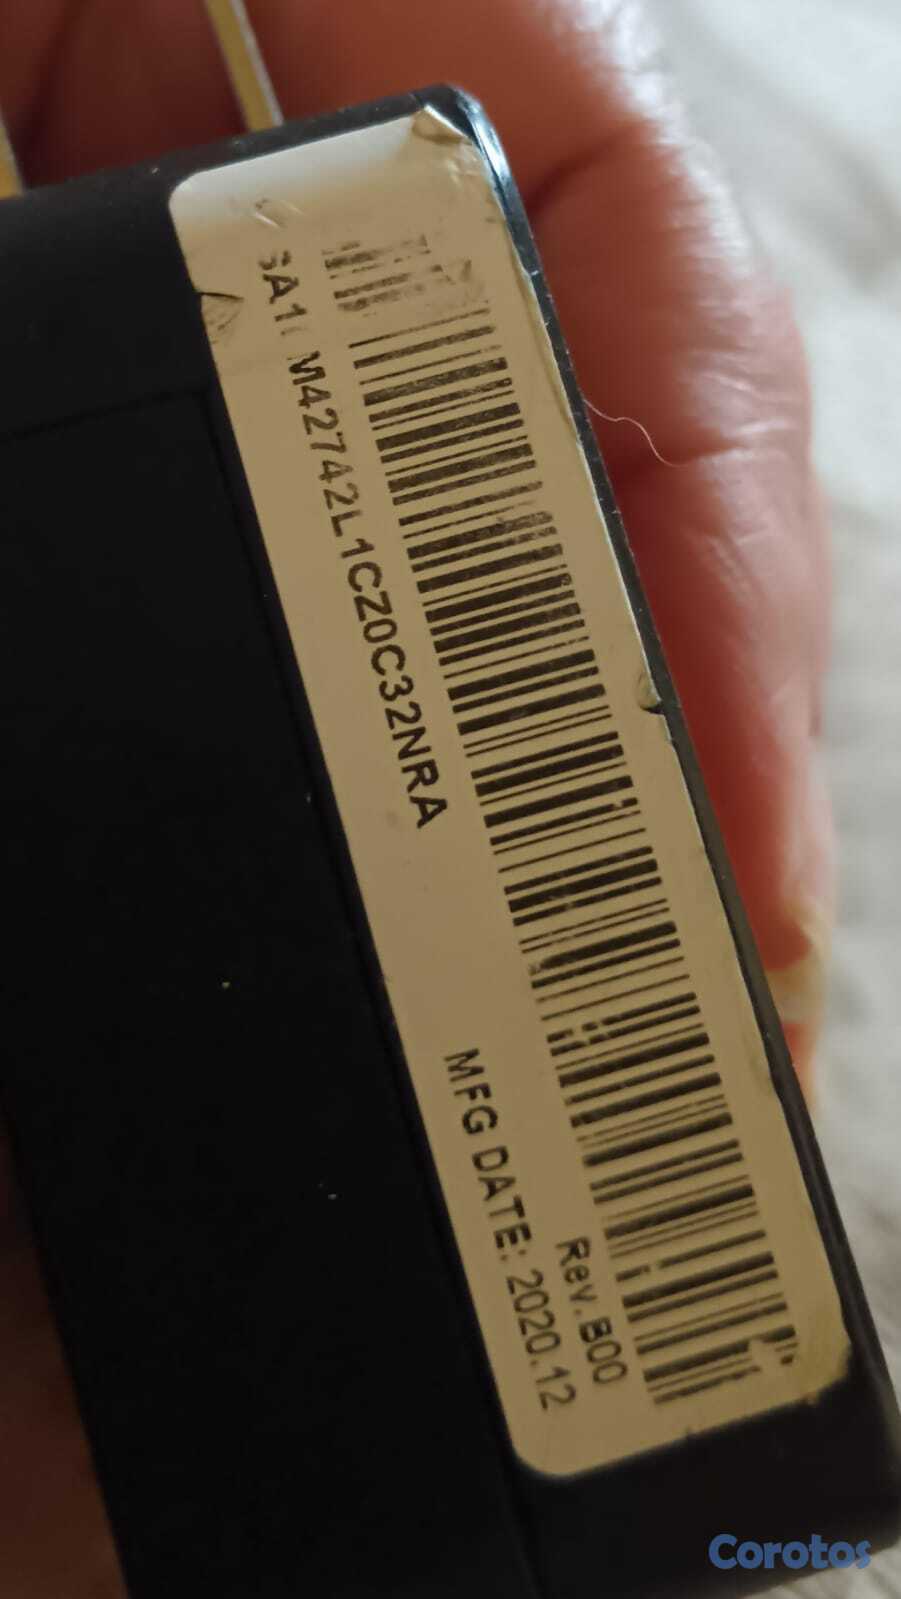 M42742L1CZ0C32NRA
MFG DATE: 2020.12
Rev.B00
Corotos